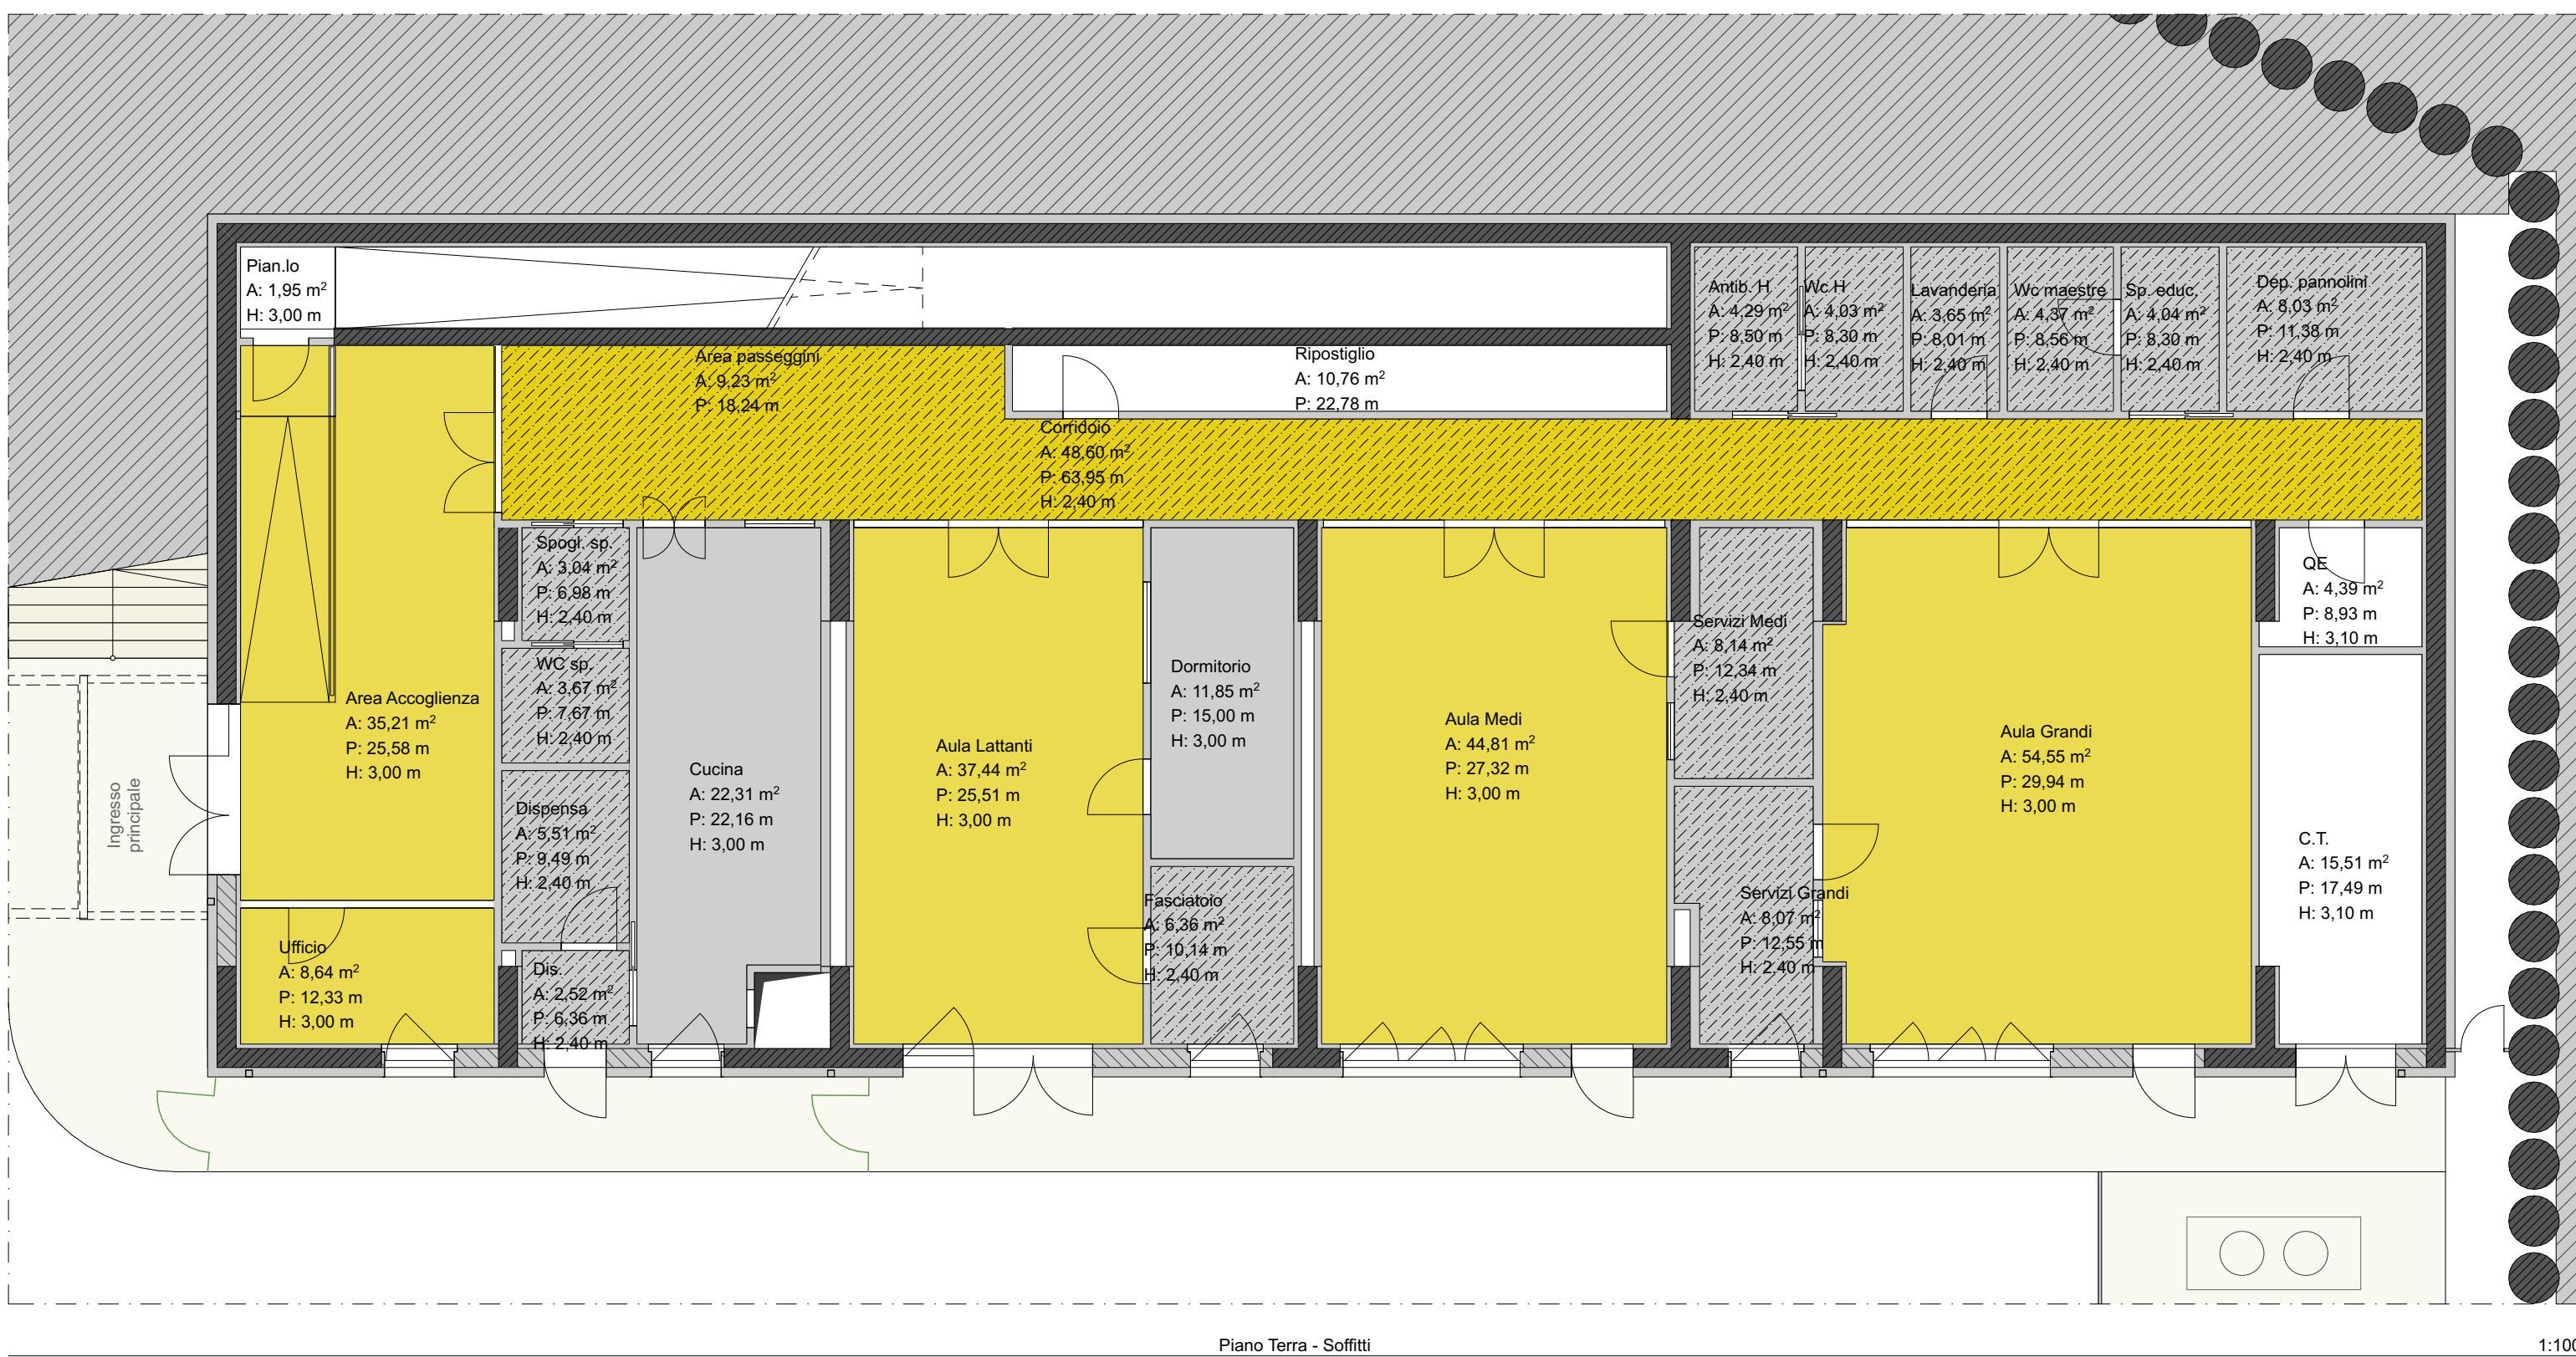 Pian.lo
A: 1,95 m²
H: 3,00 m
Area passeggini
A: 9,23 m²
P: 18,24 m
Ripostiglio
A: 10,76 m²
P: 22,78 m
Antib. H
A: 4,29 m²
P: 8,50 m
H: 2,40 m
Wc H
A: 4,03 m²
P: 8,30 m
H: 2,40 m
Lavanderia
A: 3,65 m²
P: 8,01 m
H: 2,40 m
Wc maestre
A: 4,37 m²
P: 8,56 m
H: 2,40 m
Sp. educ.
A: 4,04 m²
P: 8,30 m
H: 2,40 m
Dep. pannolini
A: 8,03 m²
P: 11,38 m
H: 2,40 m
Corridoio
A: 48,60 m²
P: 63,95 m
H: 2,40 m
Spogl. sp.
A: 3,04 m²
P: 6,98 m
H: 2,40 m
WC sp.
A: 3,67 m²
P: 7,67 m
H: 2,40 m
Area Accoglienza
A: 35,21 m²
P: 25,58 m
H: 3,00 m
Ingresso
principale
Dispensa
A: 5,51 m²
P: 9,49 m
H: 2,40 m
Cucina
A: 22,31 m²
P: 22,16 m
H: 3,00 m
Aula Lattanti
A: 37,44 m²
P: 25,51 m
H: 3,00 m
Dormitorio
A: 11,85 m²
P: 15,00 m
H: 3,00 m
Aula Medi
A: 44,81 m²
P: 27,32 m
H: 3,00 m
Servizi Medi
A: 8,14 m²
P: 12,34 m
H: 2,40 m
Aula Grandi
A: 54,55 m²
P: 29,94 m
H: 3,00 m
QE
A: 4,39 m²
P: 8,93 m
H: 3,10 m
C.T.
A: 15,51 m²
P: 17,49 m
H: 3,10 m
Ufficio
A: 8,64 m²
P: 12,33 m
H: 3,00 m
Dis.
A: 2,52 m²
P: 6,36 m
H: 2,40 m
Fasciatoio
A: 6,36 m²
P: 10,14 m
H: 2,40 m
Servizi Grandi
A: 8,07 m²
P: 12,55 m
H: 2,40 m
Piano Terra - Soffitti
1:100